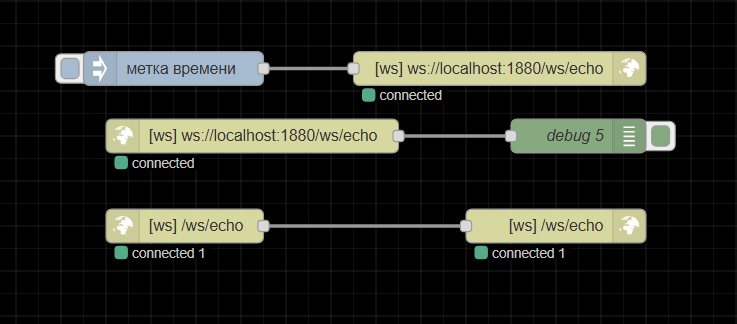 метка времени
[ws] ws://localhost:1880/ws/echo
connected
[ws] ws://localhost:1880/ws/echo
debug 5
connected
[ws] /ws/echo
[ws] /ws/echo
connected 1
connected 1